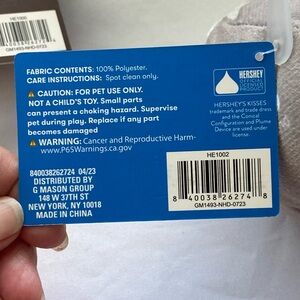 HE1000
GM1493-NHD-0723
FABRIC CONTENTS: 100% Polyester.
CARE INSTRUCTIONS: Spot clean only.
CAUTION: FOR PET USE ONLY.
NOT A CHILD'S TOY. Small parts
can present a choking hazard. Supervise
pet during play. Replace if any part
becomes damaged
WARNING: Cancer and Reproductive Harm-
www.P65Warnings.ca.gov
HERSHEY
OFFICIAL
LICENSED
PRODUCT
HERSHEY'S KISSES
trademark and trade dress
and the Conical
Configuration and Plume
Device are used under
license.
840038262724 04/23
DISTRIBUTED BY
G MASON GROUP
148 W 37TH ST
NEW YORK, NY 10018
MADE IN CHINA
HE1002
8 40038 26274 8
GM1493-NHD-0723